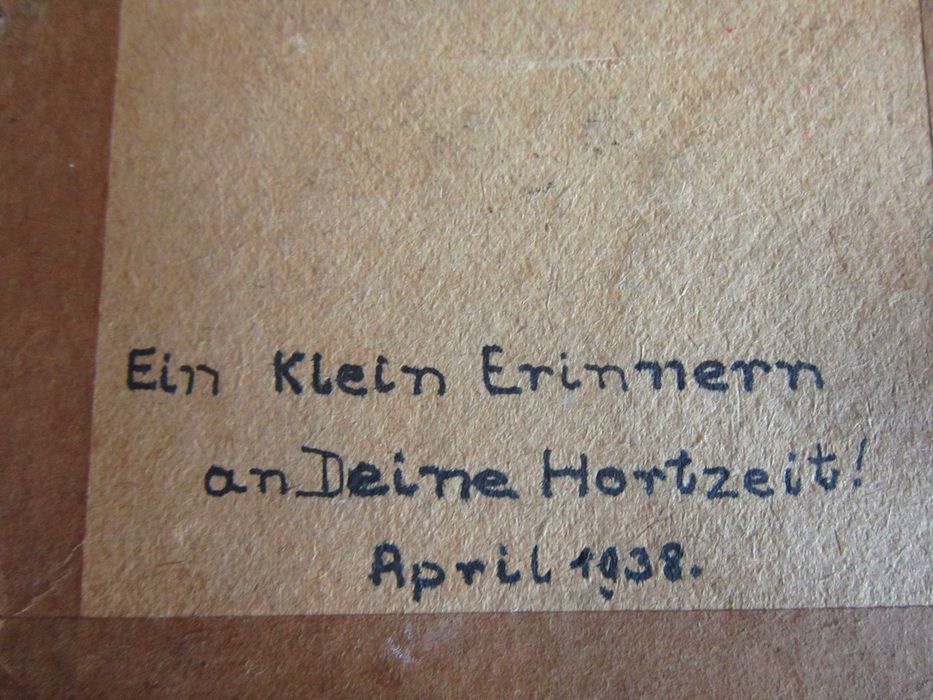 Ein Klein Erinnern
an Deine Hortzeit!
April 1938.